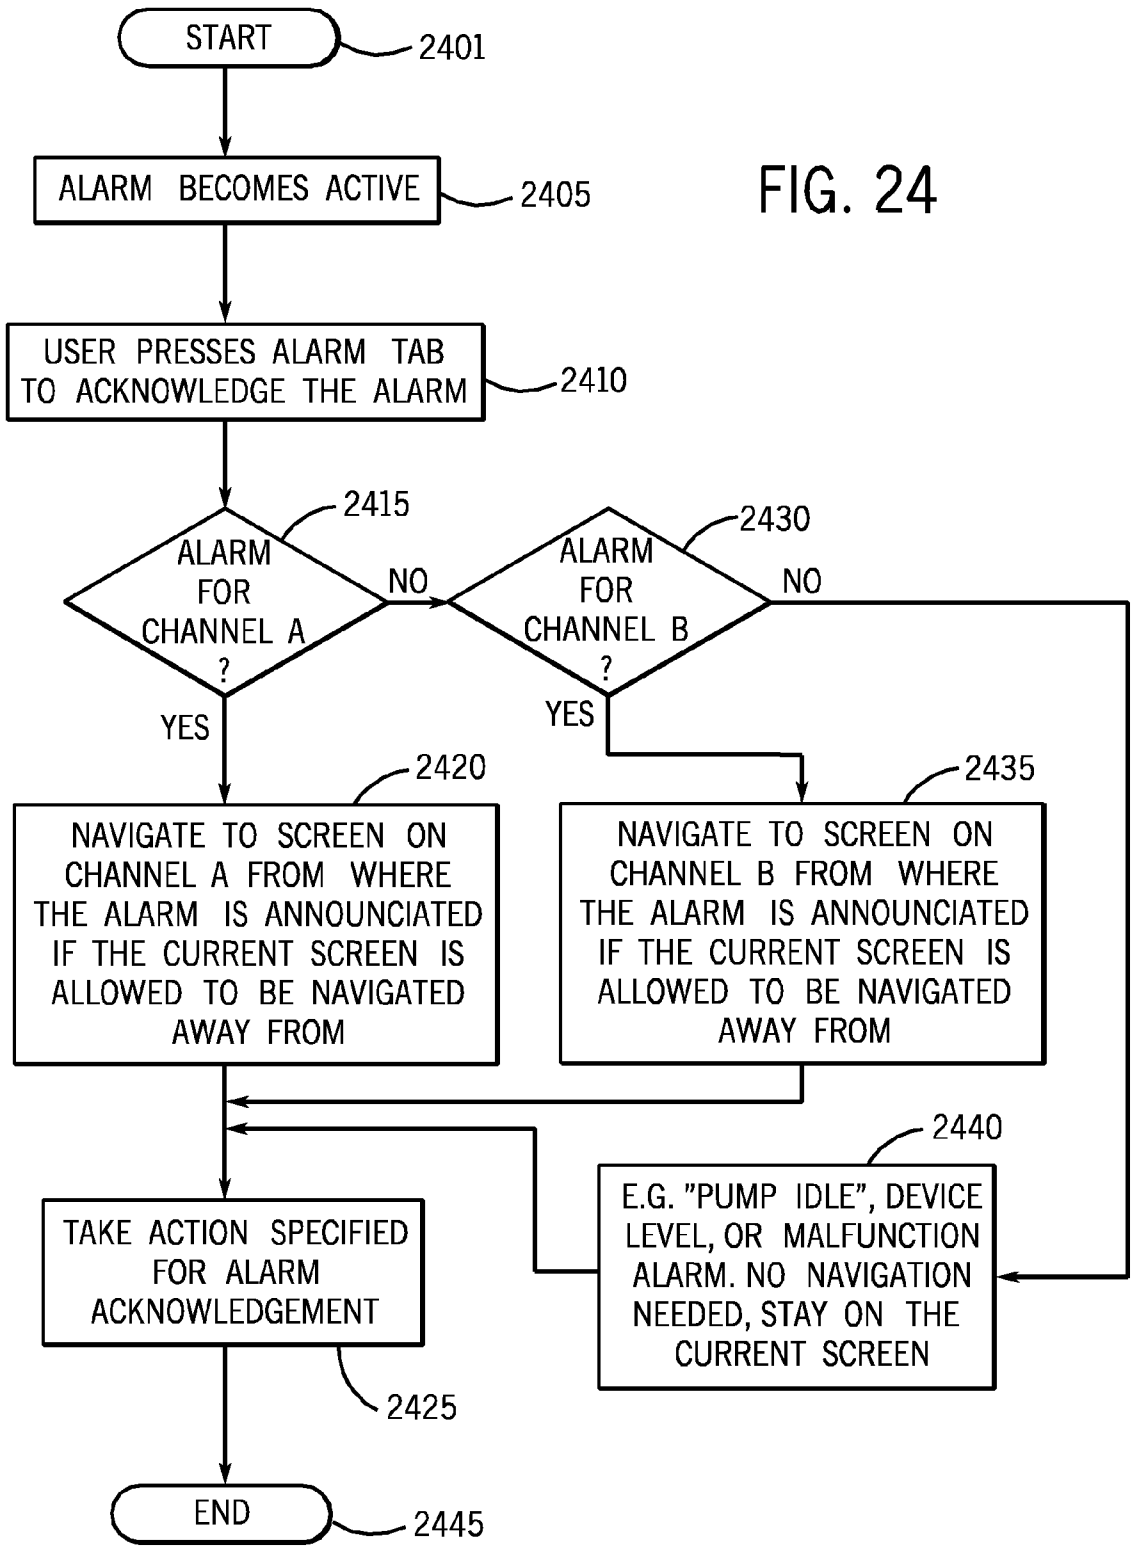 START
2401
ALARM BECOMES ACTIVE
2405
FIG. 24
USER PRESSES ALARM TAB
TO ACKNOWLEDGE THE ALARM
2410
2415
ALARM
FOR
CHANNEL A
?
NO
YES
2430
ALARM
FOR
CHANNEL B
?
NO
YES
2420
NAVIGATE TO SCREEN ON
CHANNEL A FROM WHERE
THE ALARM IS ANNOUNCIATED
IF THE CURRENT SCREEN IS
ALLOWED TO BE NAVIGATED
AWAY FROM
2435
NAVIGATE TO SCREEN ON
CHANNEL B FROM WHERE
THE ALARM IS ANNOUNCIATED
IF THE CURRENT SCREEN IS
ALLOWED TO BE NAVIGATED
AWAY FROM
2440
E.G. "PUMP IDLE", DEVICE
LEVEL, OR MALFUNCTION
ALARM. NO NAVIGATION
NEEDED, STAY ON THE
CURRENT SCREEN
TAKE ACTION SPECIFIED
FOR ALARM
ACKNOWLEDGEMENT
2425
END
2445